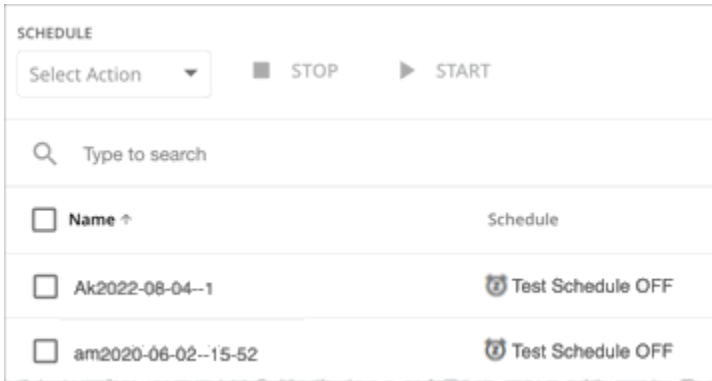 SCHEDULE
Select Action STOP START
Type to search
Name ↑ Schedule
Ak2022-08-04--1 Test Schedule OFF
am2020-06-02--15-52 Test Schedule OFF